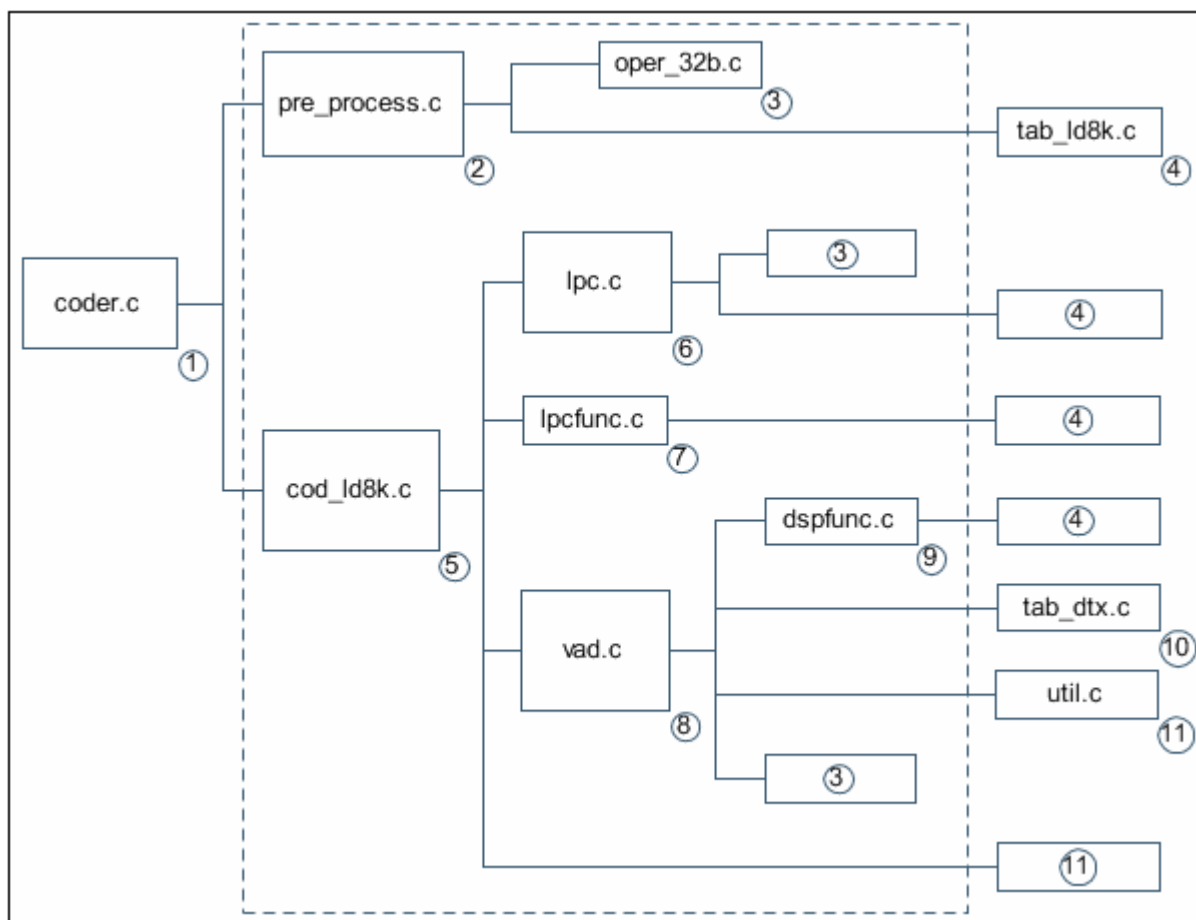 oper_32b.c
pre_process.c
3
tab_ld8k.c
2
4
3
lpc.c
coder.c
4
6
1
lpcfunc.c
4
7
cod_ld8k.c
dspfunc.c
4
5
9
tab_dtx.c
vad.c
10
util.c
8
11
3
11